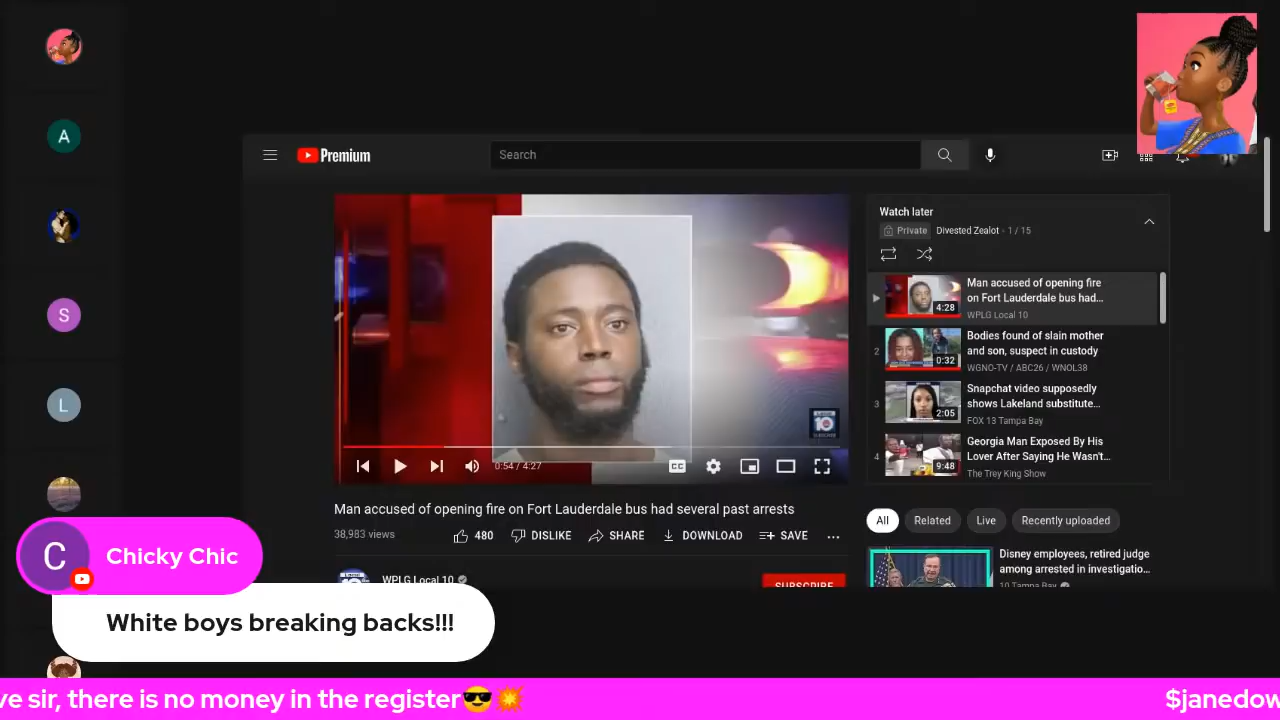 A
S
L
Premium
Search
Watch later
Private Divested Zealot - 1 / 15
4:28
Man accused of opening fire
on Fort Lauderdale bus had...
WPLG Local 10
2
0:32
Bodies found of slain mother
and son, suspect in custody
WGNO-TV / ABC26 / WNOL38
3
2:05
Snapchat video supposedly
shows Lakeland substitute...
FOX 13 Tampa Bay
4
9:48
Georgia Man Exposed By His
Lover After Saying He Wasn't...
The Trey King Show
10
CC
0:54 / 4:27
Man accused of opening fire on Fort Lauderdale bus had several past arrests
38,983 views
480 DISLIKE SHARE DOWNLOAD SAVE ...
WPLG Local 10
SUBSCRIBE
All Related Live Recently uploaded
Disney employees, retired judge
among arrested in investigatio...
10 Tampa Bay
C
Chicky Chic
White boys breaking backs!!!
ve sir, there is no money in the register😎💥 $janedow